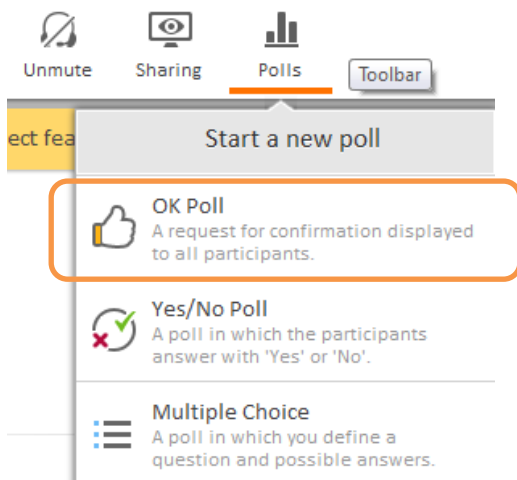 Unmute Sharing Polls Toolbar
ect fea
Start a new poll
OK Poll
A request for confirmation displayed
to all participants.
Yes/No Poll
A poll in which the participants
answer with 'Yes' or 'No'.
Multiple Choice
A poll in which you define a
question and possible answers.